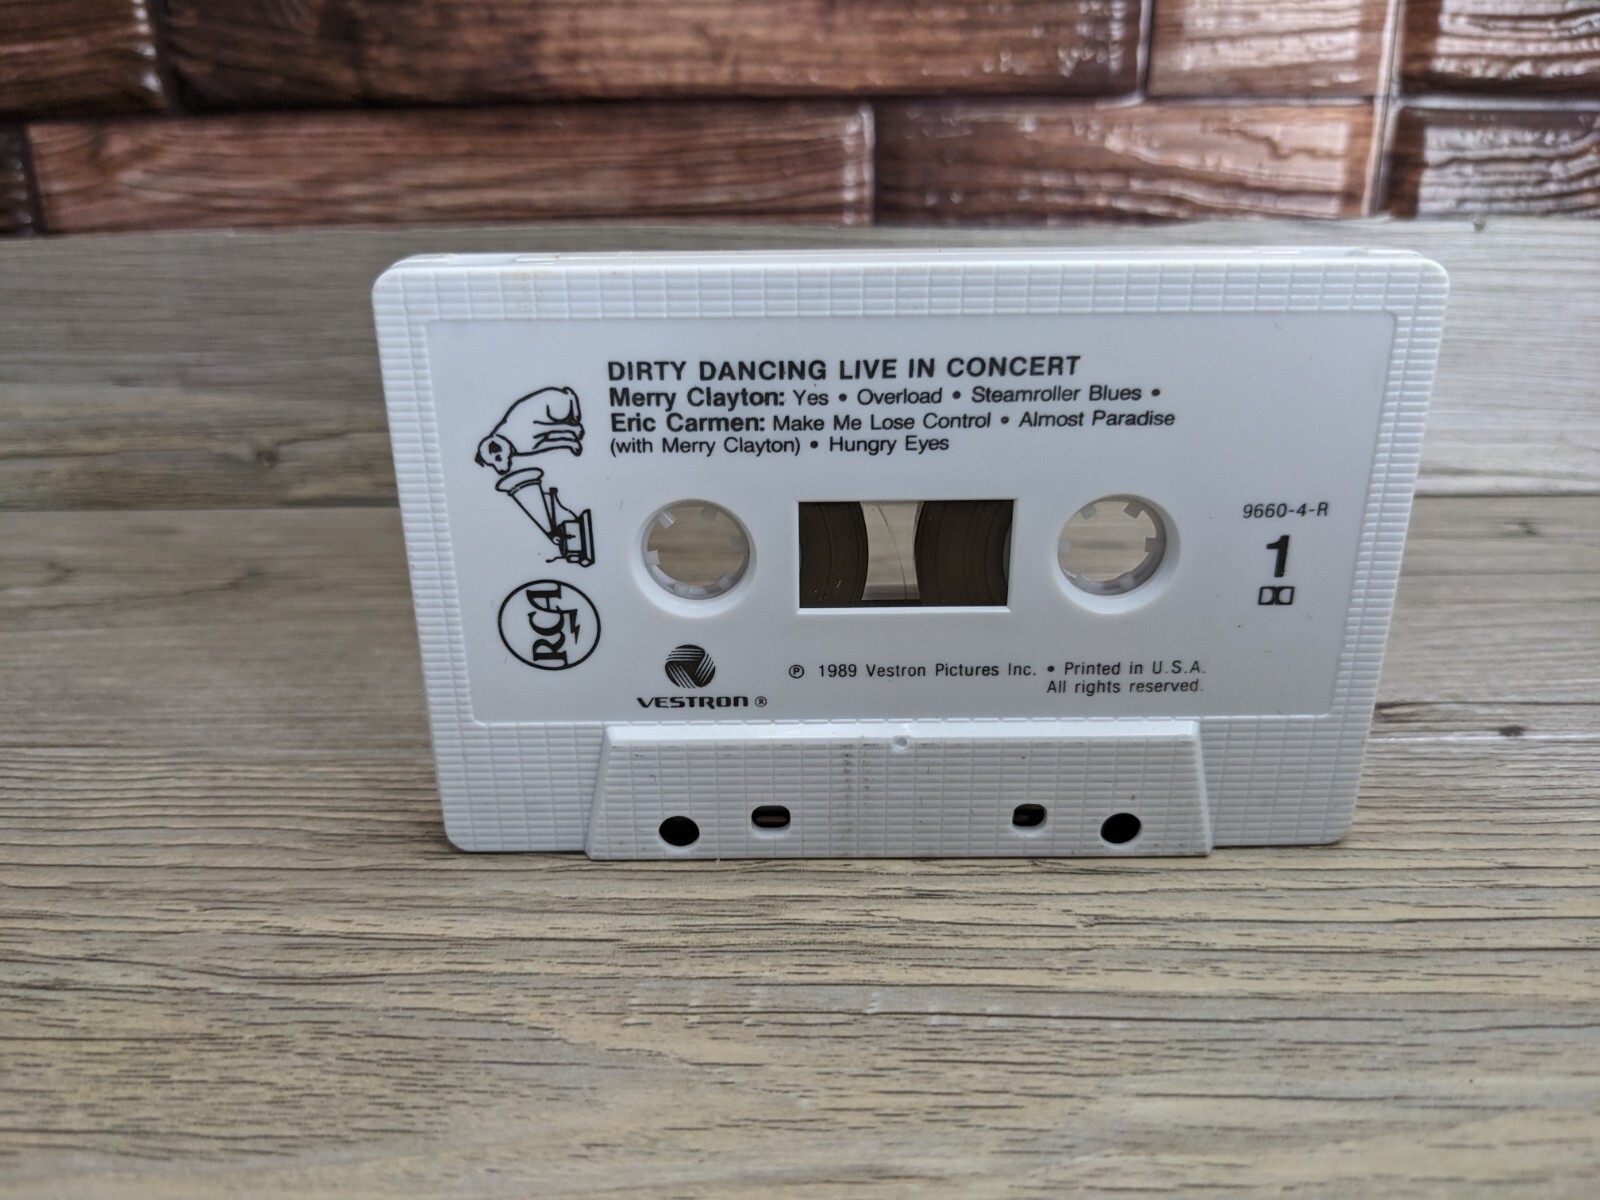 DIRTY DANCING LIVE IN CONCERT
Merry Clayton: Yes • Overload • Steamroller Blues •
Eric Carmen: Make Me Lose Control • Almost Paradise
(with Merry Clayton) • Hungry Eyes
9660-4-R
1
RCA
VESTRON ®
℗ 1989 Vestron Pictures Inc. • Printed in U.S.A.
All rights reserved.